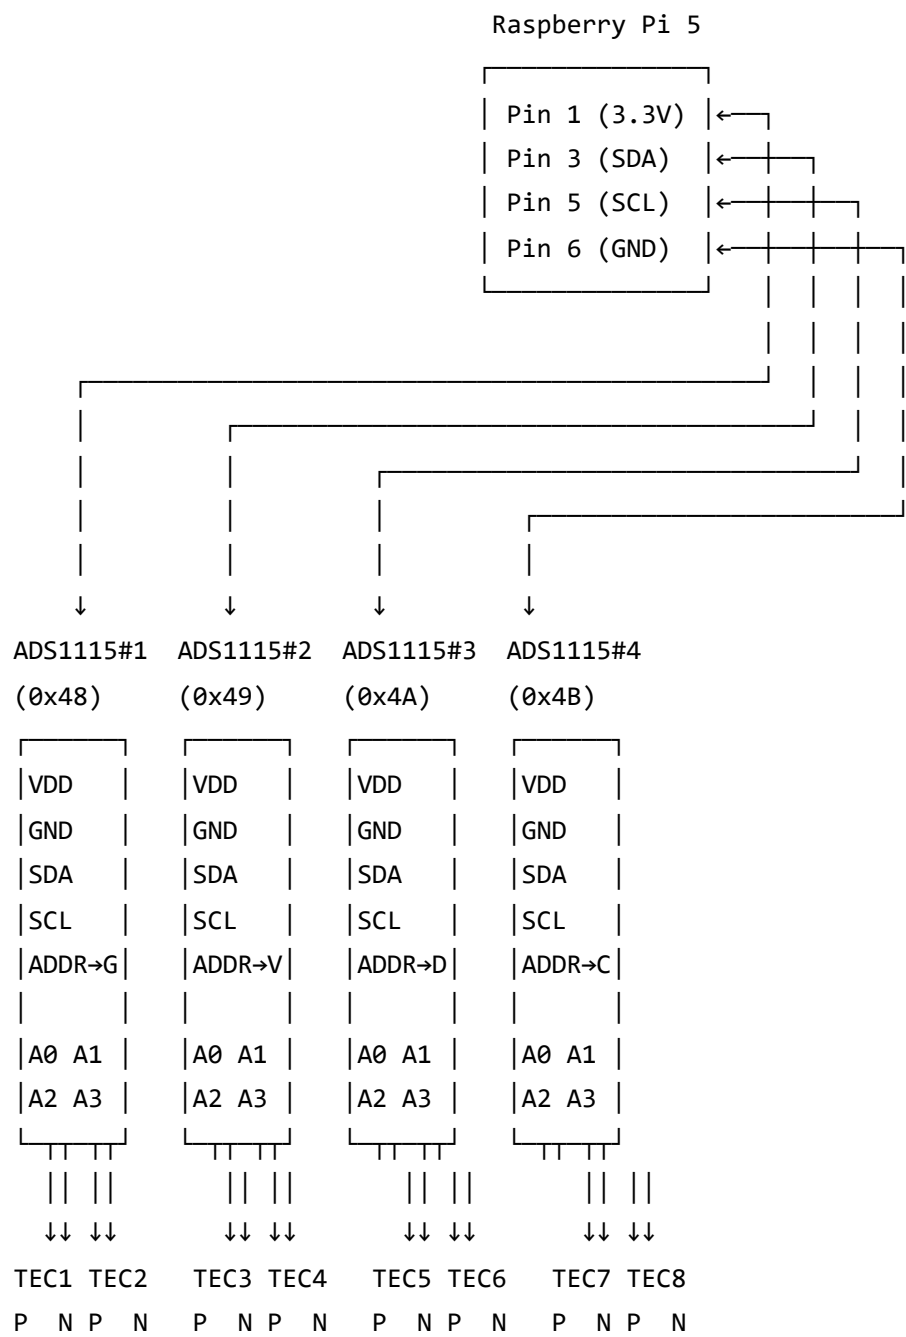 Raspberry Pi 5
Pin 1 (3.3V)
Pin 3 (SDA)
Pin 5 (SCL)
Pin 6 (GND)
ADS1115#1 ADS1115#2 ADS1115#3 ADS1115#4
(0x48) (0x49) (0x4A) (0x4B)
VDD VDD VDD VDD
GND GND GND GND
SDA SDA SDA SDA
SCL SCL SCL SCL
ADDR→G ADDR→V ADDR→D ADDR→C
A0 A1 A0 A1 A0 A1 A0 A1
A2 A3 A2 A3 A2 A3 A2 A3
TEC1 TEC2 TEC3 TEC4 TEC5 TEC6 TEC7 TEC8
P N P N P N P N P N P N P N P N